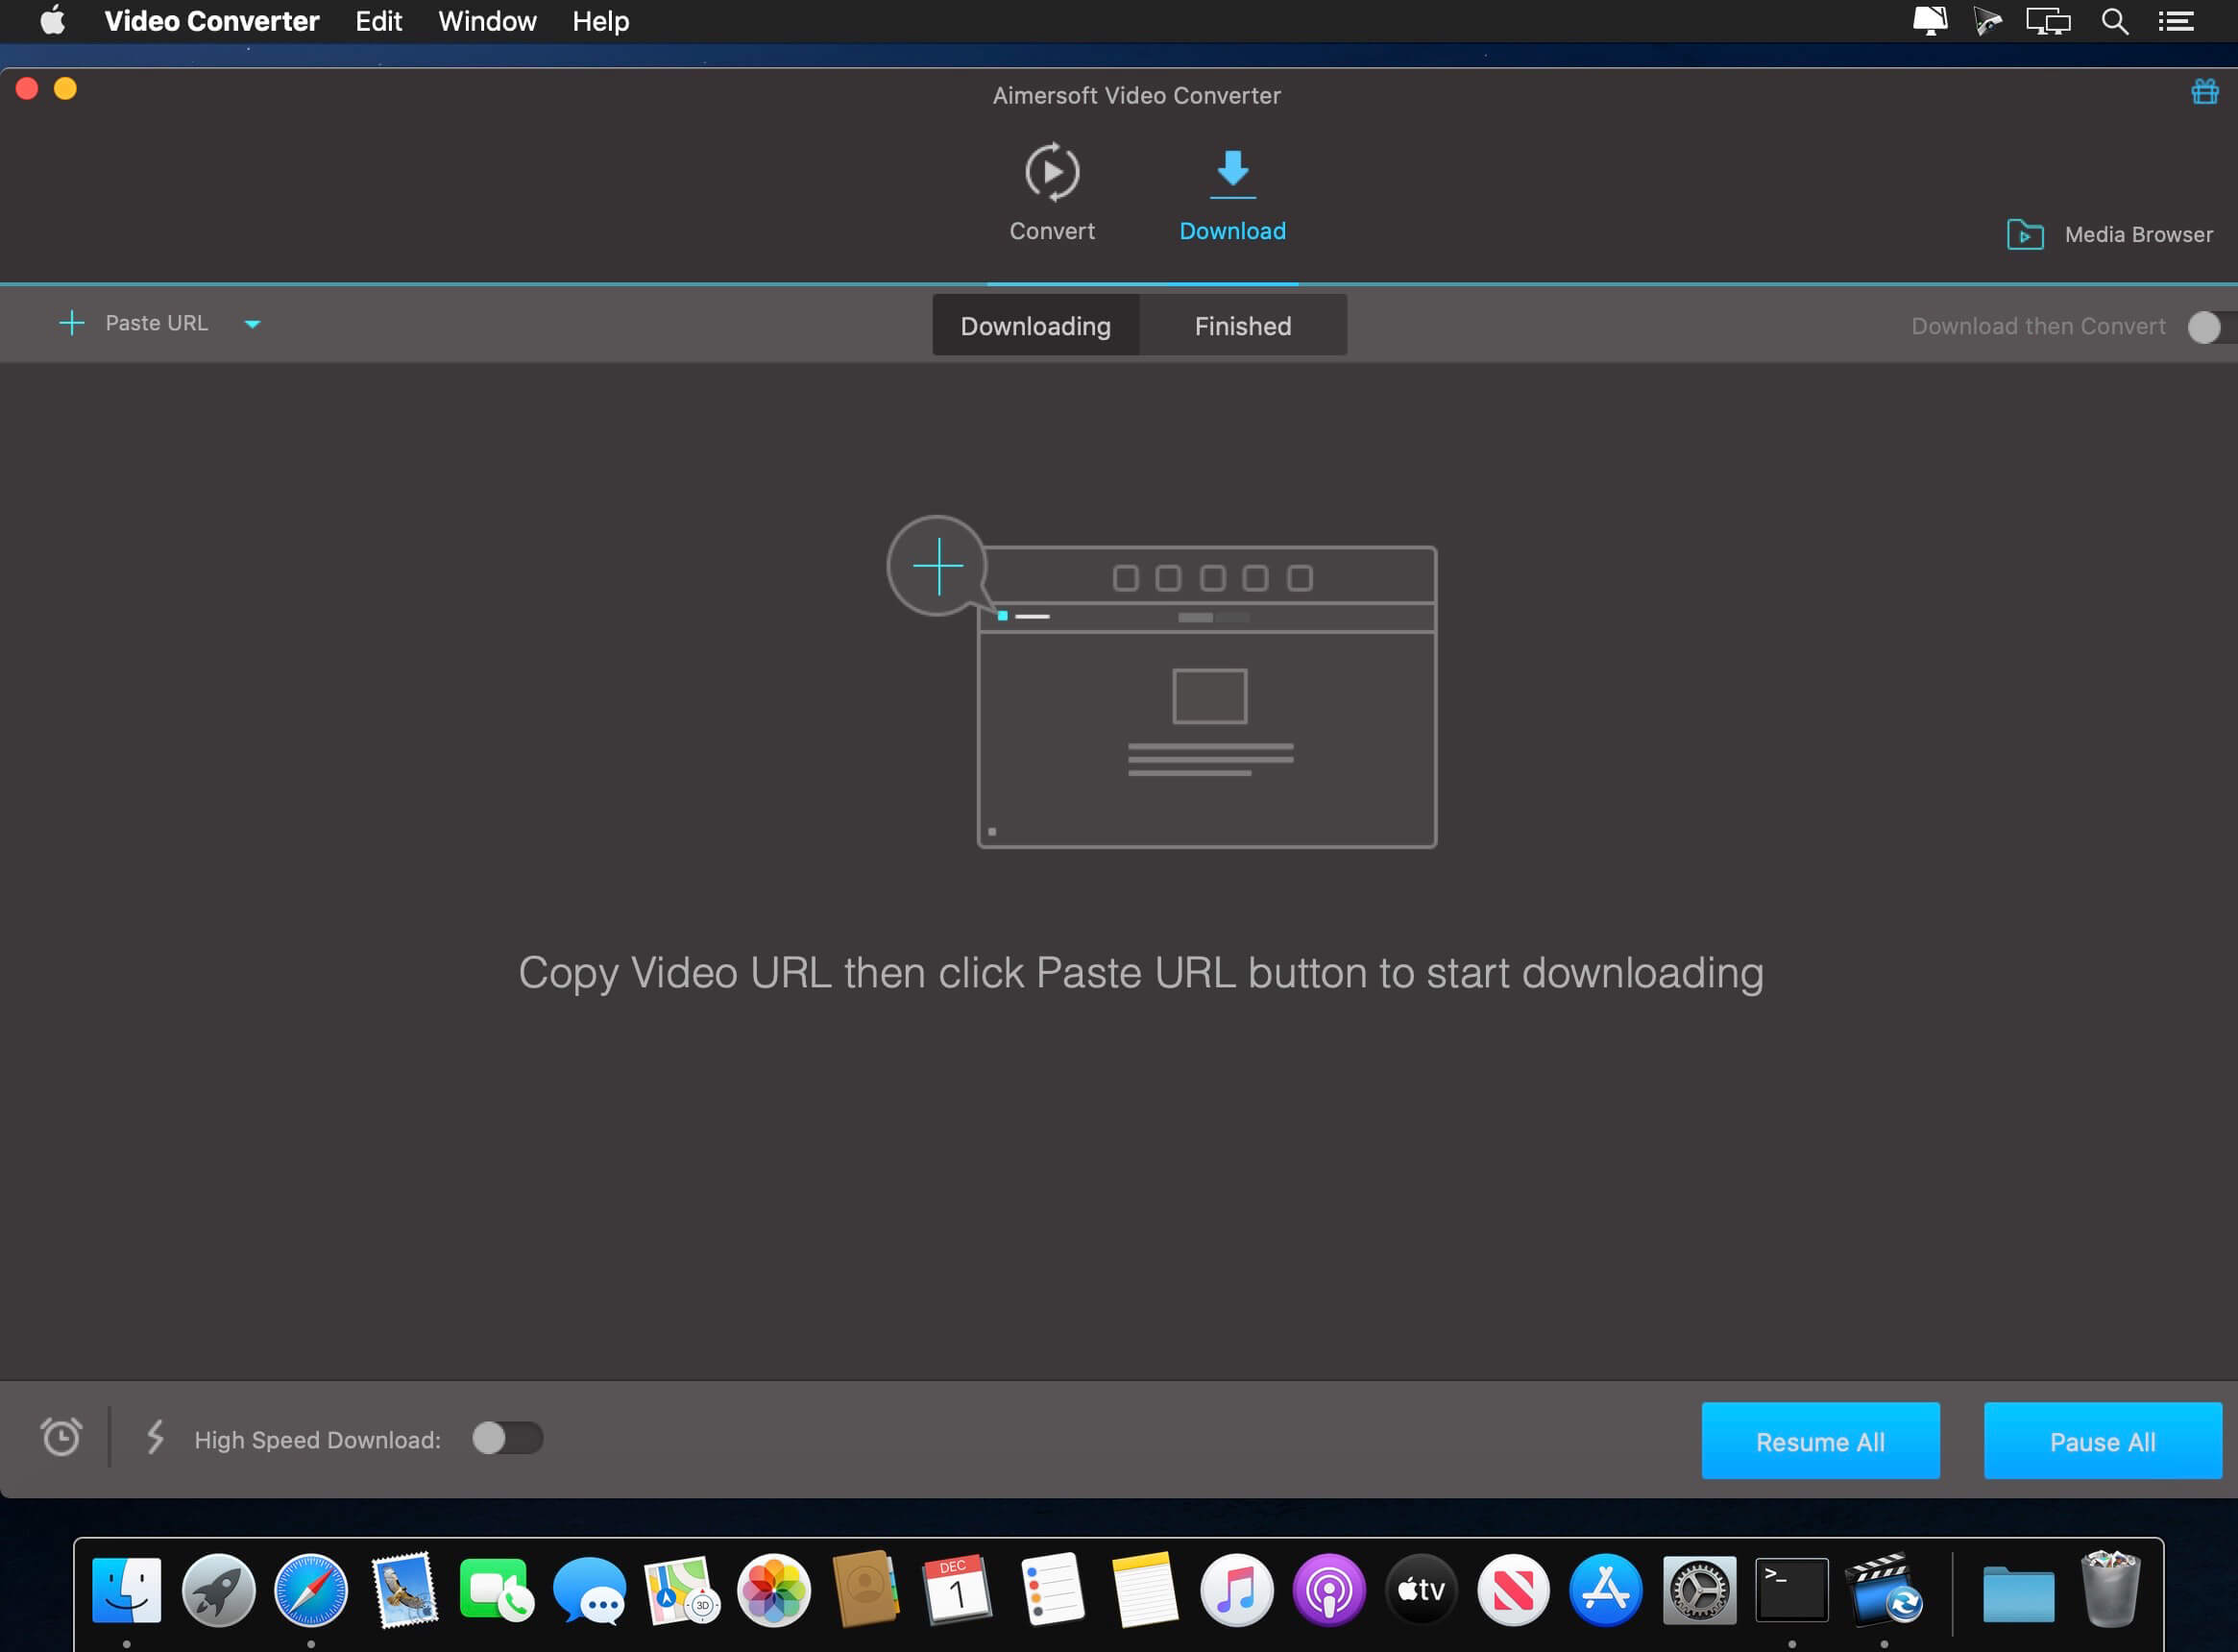 Video Converter Edit Window Help
Aimersoft Video Converter
Convert Download
Media Browser
Paste URL Downloading Finished Download then Convert
Copy Video URL then click Paste URL button to start downloading
High Speed Download: Resume All Pause All
3D
DEC
1
tv
>_